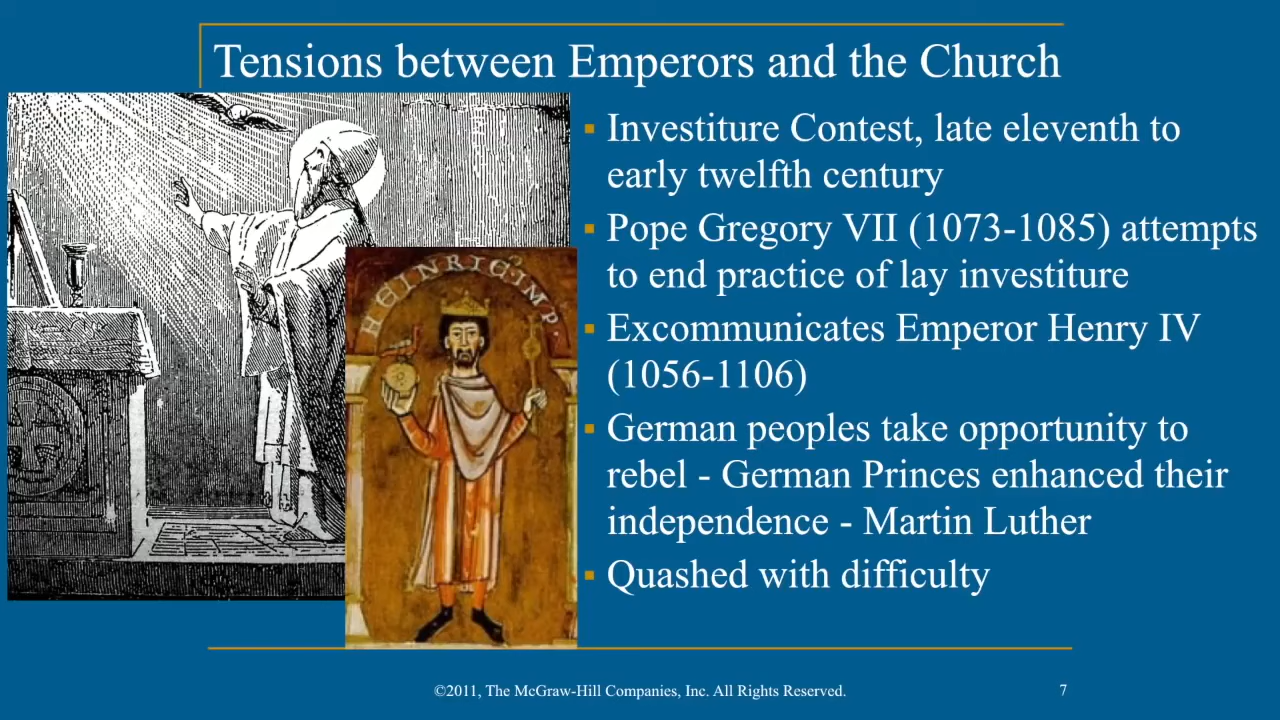 Tensions between Emperors and the Church
Investiture Contest, late eleventh to
early twelfth century
Pope Gregory VII (1073-1085) attempts
to end practice of lay investiture
Excommunicates Emperor Henry IV
(1056-1106)
German peoples take opportunity to
rebel - German Princes enhanced their
independence - Martin Luther
Quashed with difficulty
HEINRIC, IMP.
©2011, The McGraw-Hill Companies, Inc. All Rights Reserved.
7